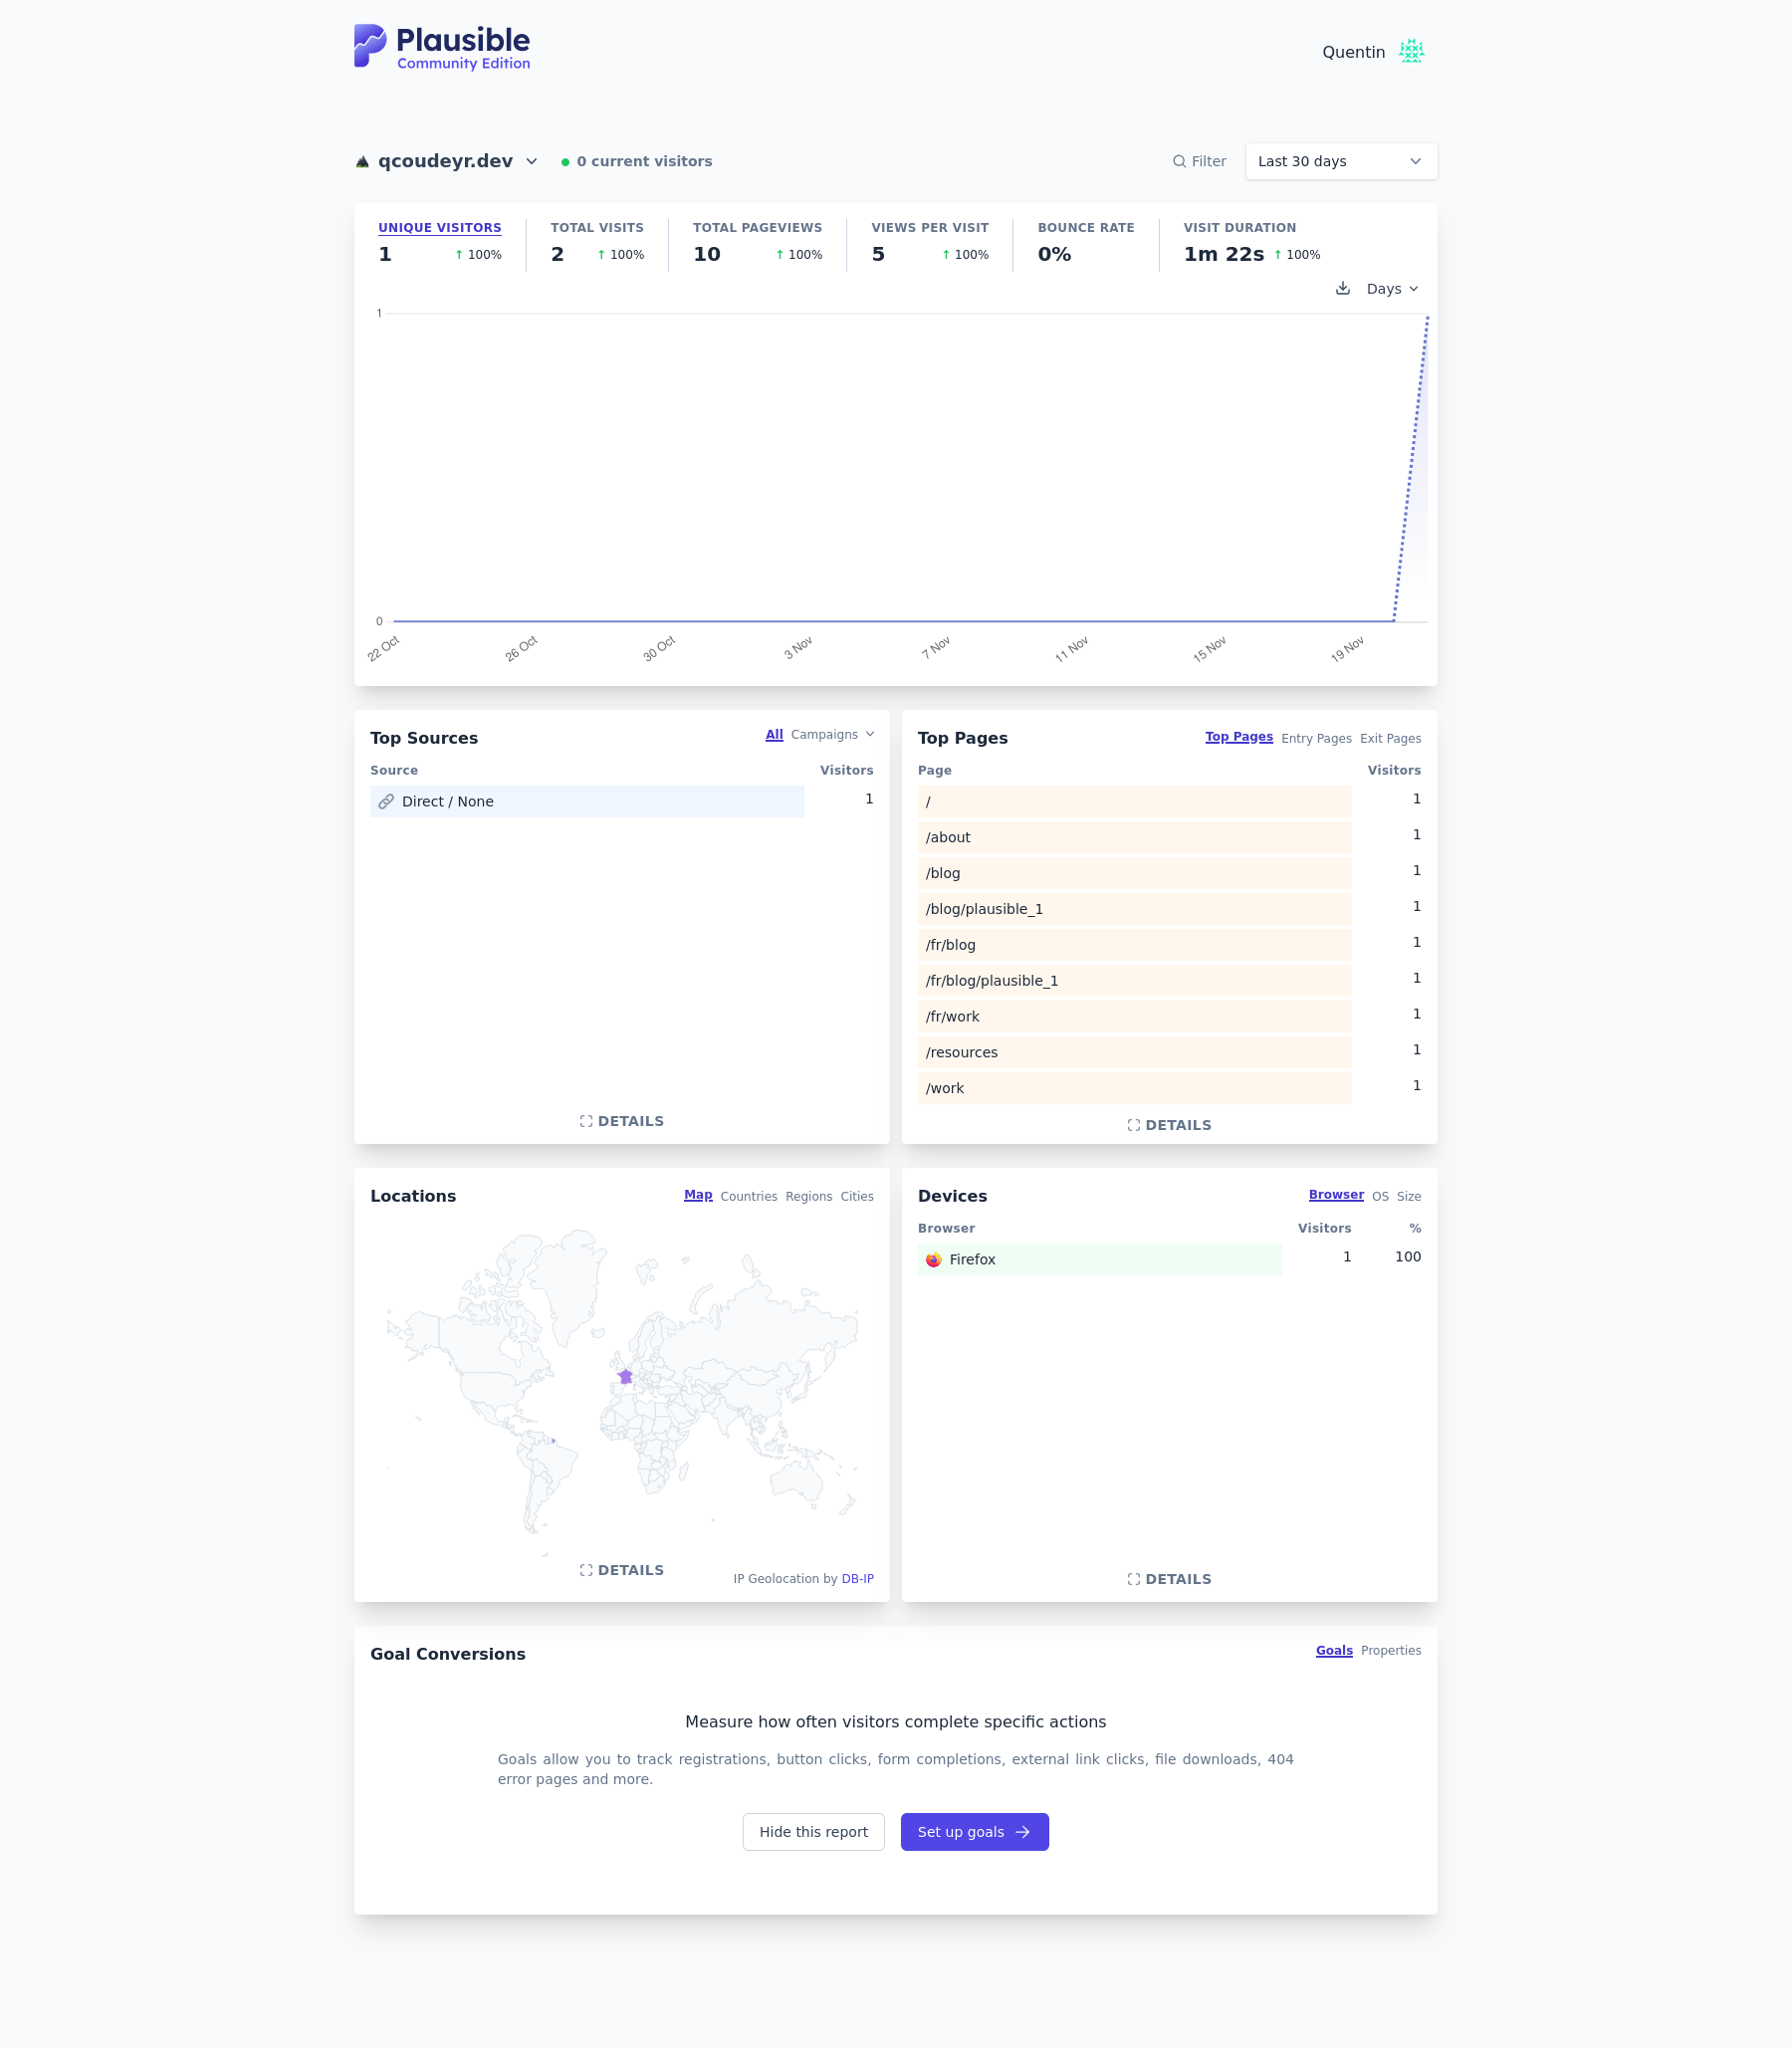 Plausible
Community Edition
Quentin
qcoudeyr.dev
0 current visitors
Filter
Last 30 days
UNIQUE VISITORS TOTAL VISITS TOTAL PAGEVIEWS VIEWS PER VISIT BOUNCE RATE VISIT DURATION
1 ↑ 100% 2 ↑ 100% 10 ↑ 100% 5 ↑ 100% 0% 1m 22s ↑ 100%
Days
1
0
22 Oct 26 Oct 30 Oct 3 Nov 7 Nov 11 Nov 15 Nov 19 Nov
Top Sources All Campaigns
Source Visitors
Direct / None 1
DETAILS
Top Pages Top Pages Entry Pages Exit Pages
Page Visitors
/ 1
/about 1
/blog 1
/blog/plausible_1 1
/fr/blog 1
/fr/blog/plausible_1 1
/fr/work 1
/resources 1
/work 1
DETAILS
Locations Map Countries Regions Cities
DETAILS
IP Geolocation by DB-IP
Devices Browser OS Size
Browser Visitors %
Firefox 1 100
DETAILS
Goal Conversions Goals Properties
Measure how often visitors complete specific actions
Goals allow you to track registrations, button clicks, form completions, external link clicks, file downloads, 404
error pages and more.
Hide this report Set up goals →